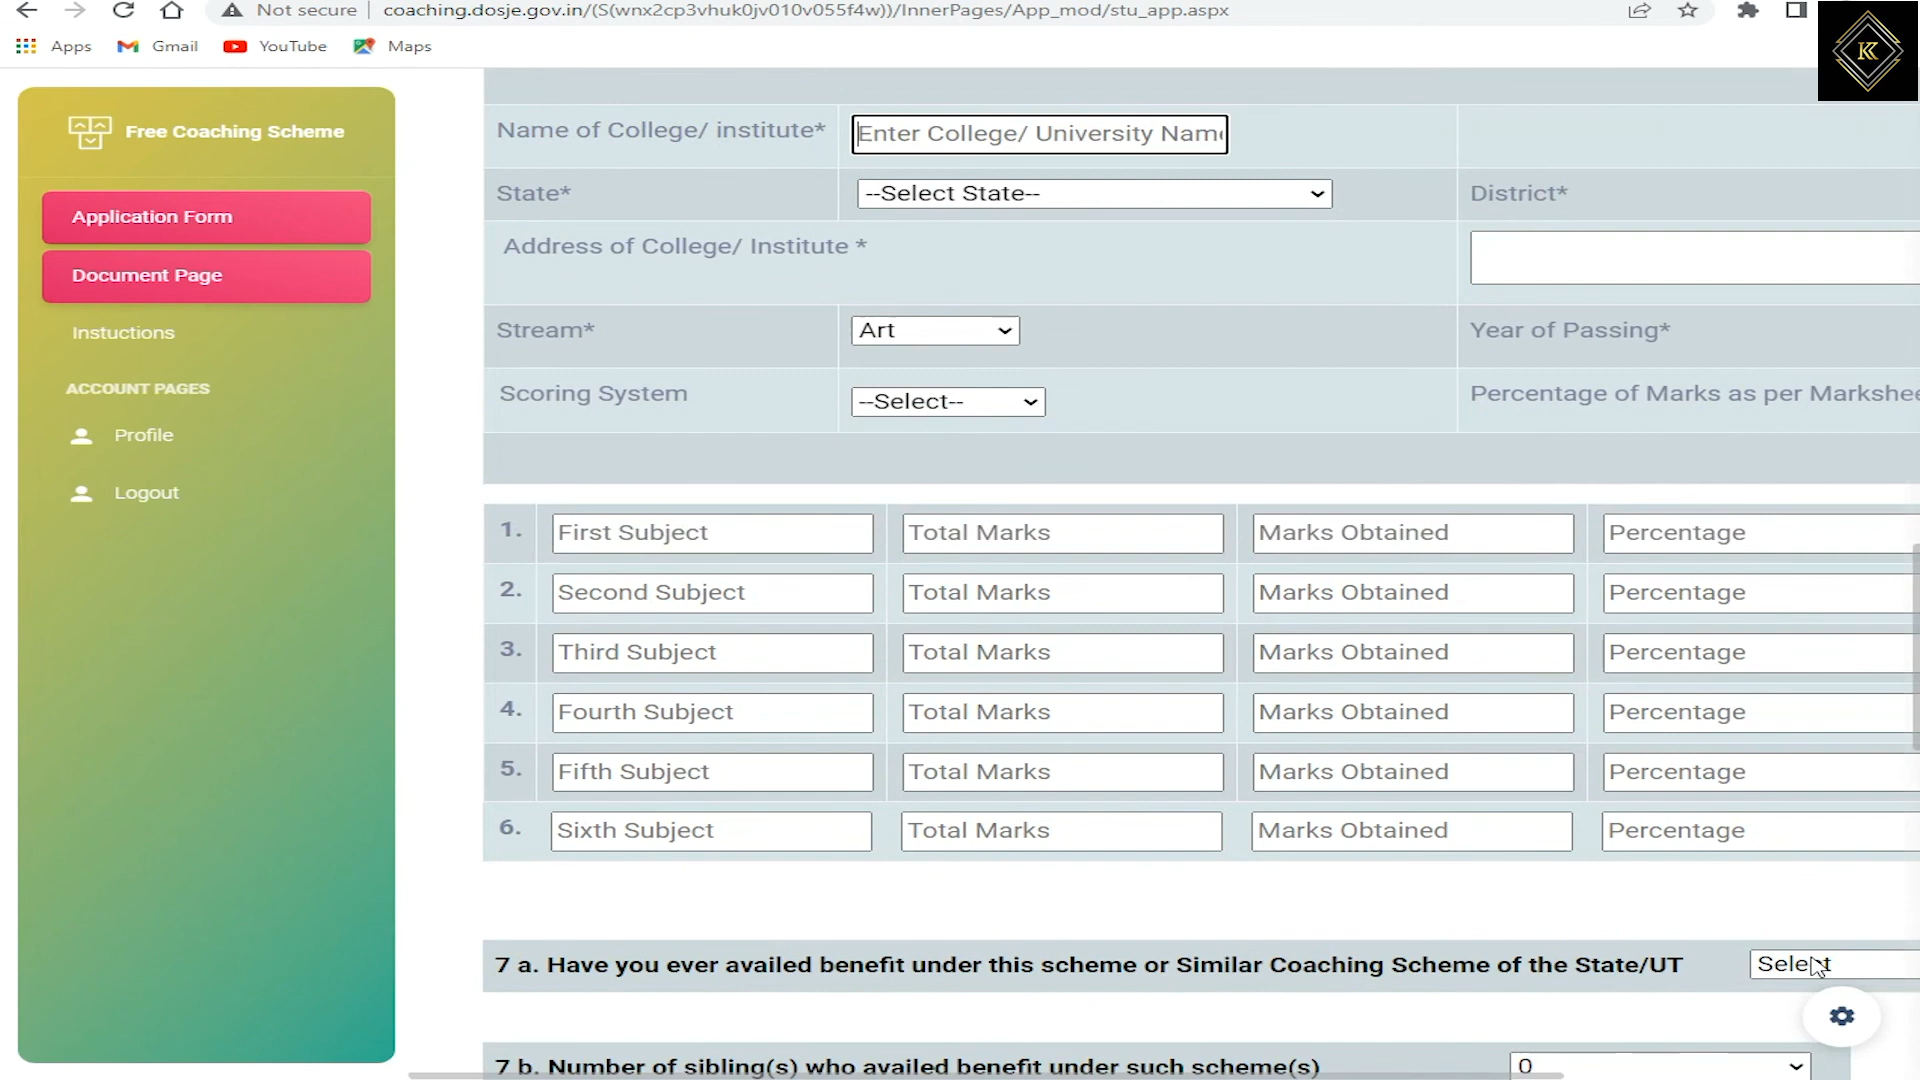 Not secure
coaching.dosje.gov.in/(S(wnx2cp3vhuk0jv010v055f4w))/InnerPages/App_mod/stu_app.aspx
Apps
Gmail
YouTube
Maps
K
Free Coaching Scheme
Application Form
Document Page
Instuctions
ACCOUNT PAGES
Profile
Logout
Name of College/ institute*
Enter College/ University Nam
State*
--Select State--
District*
Address of College/ Institute *
Stream*
Art
Year of Passing*
Scoring System
--Select--
Percentage of Marks as per Markshee
1. First Subject Total Marks Marks Obtained Percentage
2. Second Subject Total Marks Marks Obtained Percentage
3. Third Subject Total Marks Marks Obtained Percentage
4. Fourth Subject Total Marks Marks Obtained Percentage
5. Fifth Subject Total Marks Marks Obtained Percentage
6. Sixth Subject Total Marks Marks Obtained Percentage
7 a. Have you ever availed benefit under this scheme or Similar Coaching Scheme of the State/UT
Select
7 b. Number of sibling(s) who availed benefit under such scheme(s)
0